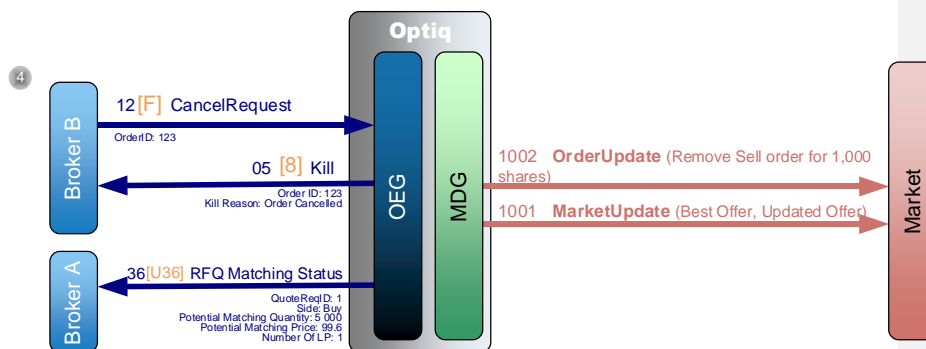 Optiq
4
Broker B
12 [F] CancelRequest
OrderID: 123
05 [8] Kill
Order ID: 123
Kill Reason: Order Cancelled
OEG
MDG
1002 OrderUpdate (Remove Sell order for 1,000
shares)
1001 MarketUpdate (Best Offer, Updated Offer)
Market
Broker A
36[U36] RFQ Matching Status
QuoteReqID: 1
Side: Buy
Potential Matching Quantity: 5 000
Potential Matching Price: 99.6
Number Of LP: 1